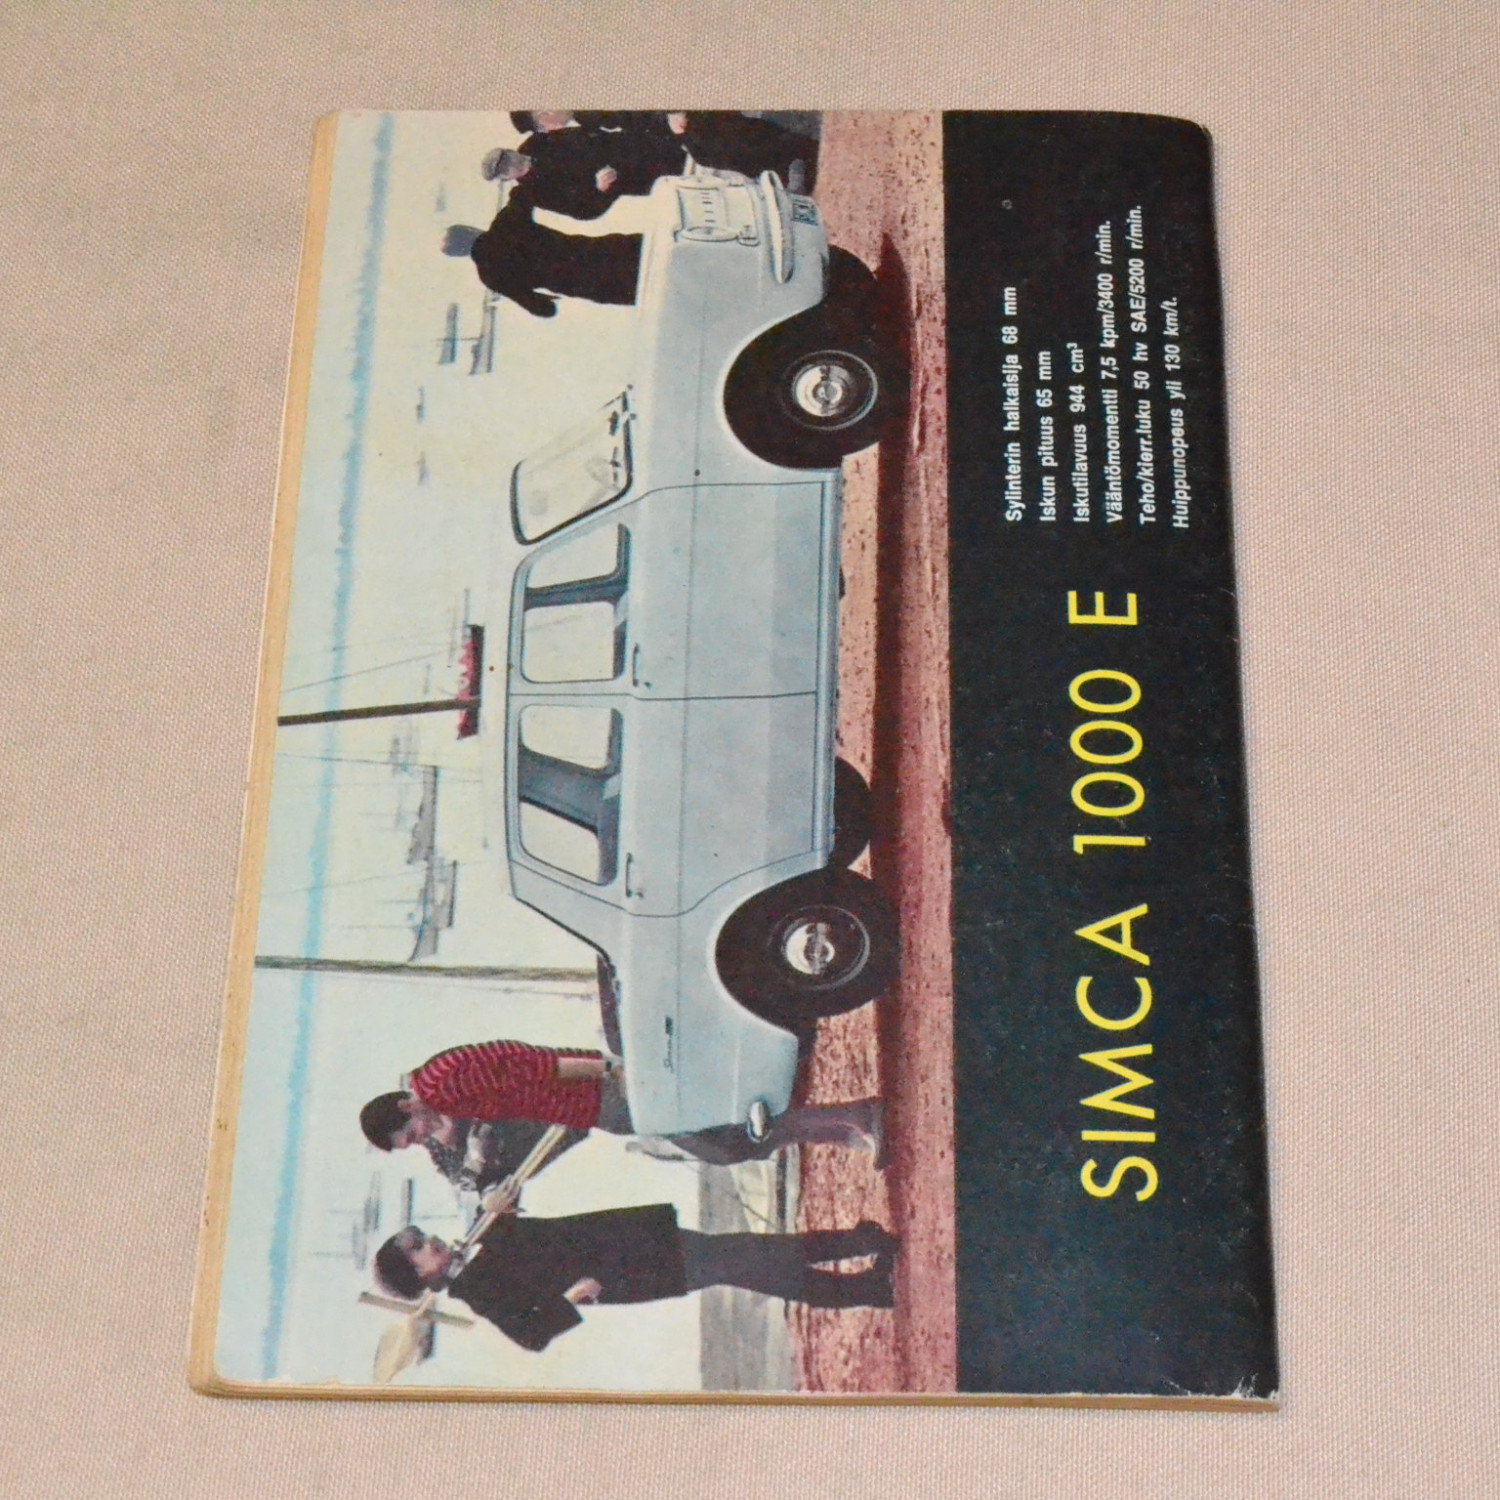 SIMCA 1000 E
Sylinterin halkaisija 68 mm
Iskun pituus 65 mm
Iskutilavuus 944 cm³
Vääntömomentti 7,5 kpm/3400 r/min.
Teho/kierr.luku 50 hv SAE/5200 r/min.
Huippunopeus yli 130 km/t.